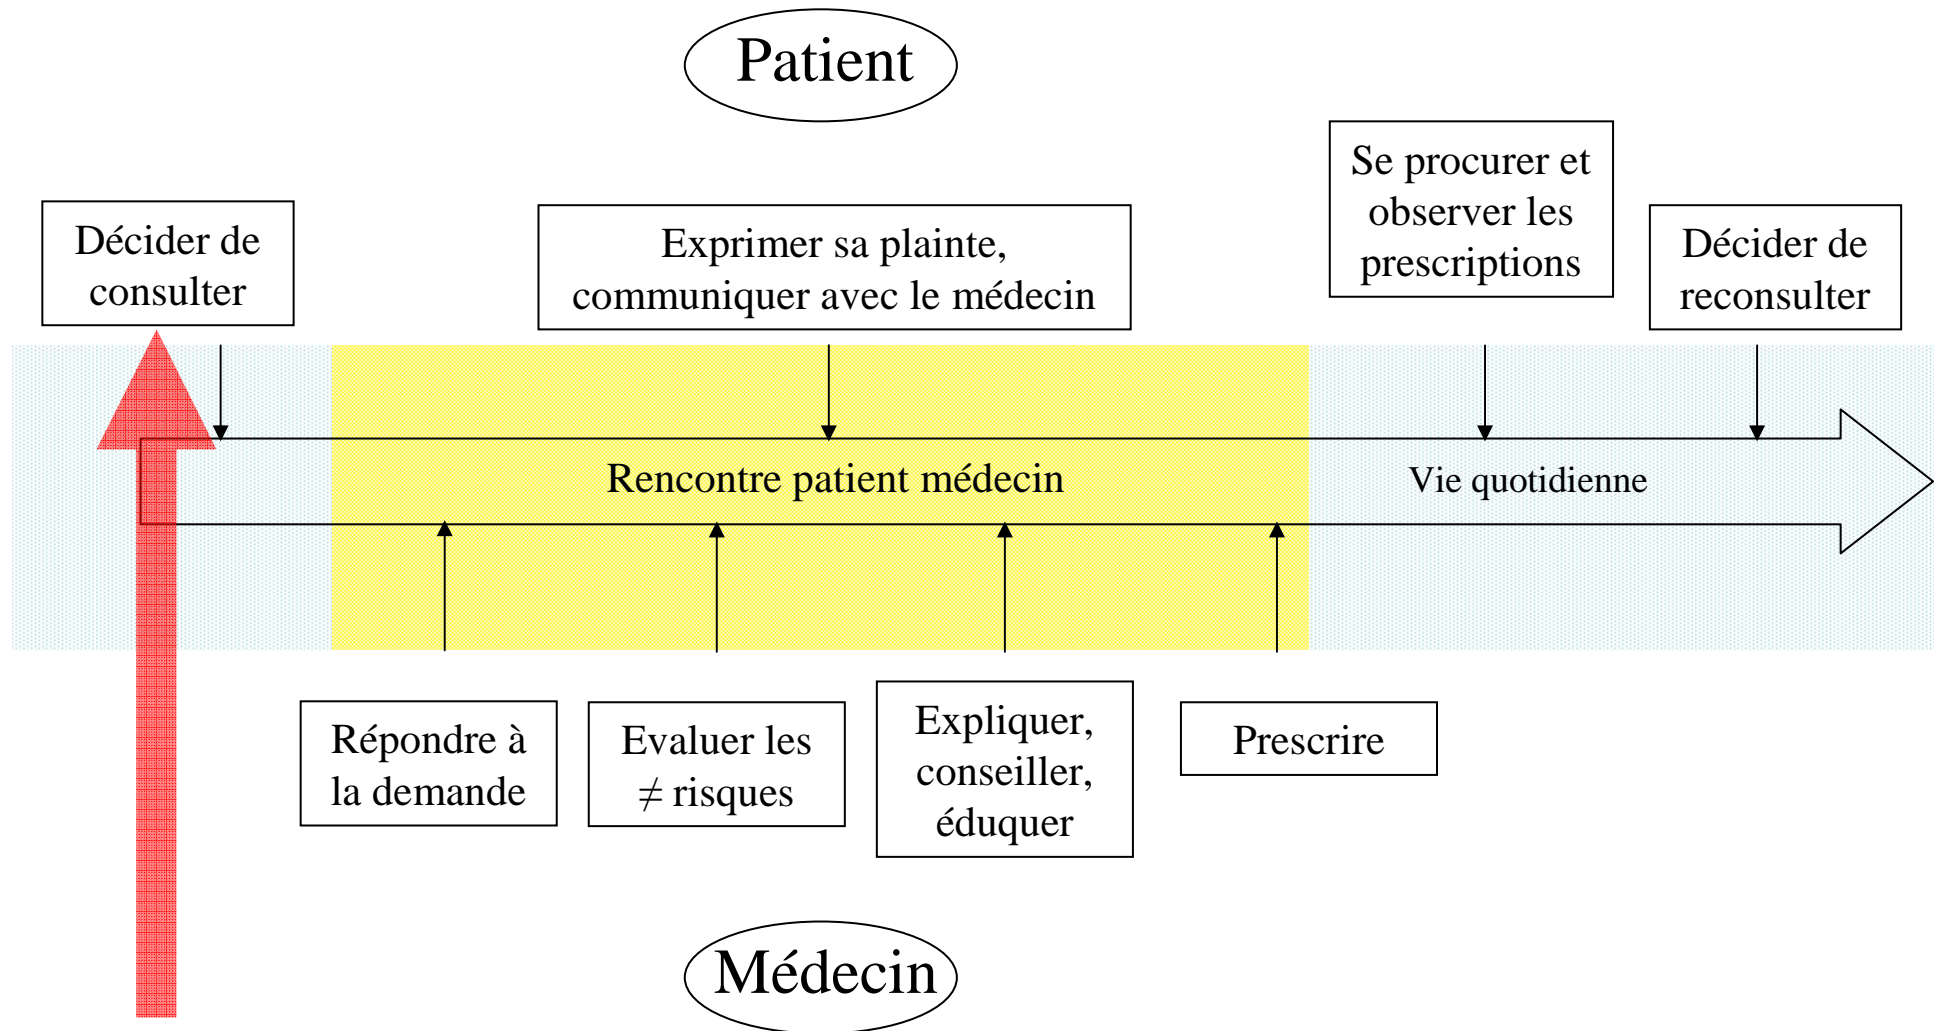 Patient
Décider de
consulter
Exprimer sa plainte,
communiquer avec le médecin
Se procurer et
observer les
prescriptions
Décider de
reconsulter
Rencontre patient médecin
Vie quotidienne
Répondre à
la demande
Evaluer les
≠ risques
Expliquer,
conseiller,
éduquer
Prescrire
Médecin